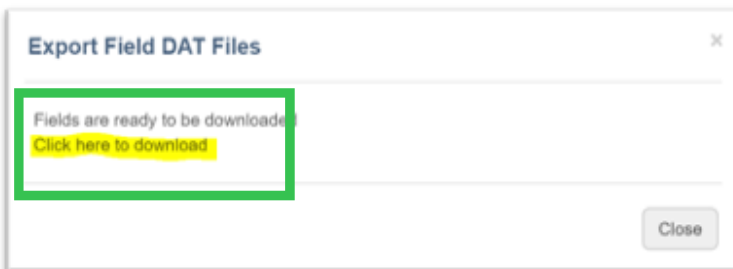 Export Field DAT Files ×
Fields are ready to be downloaded
Click here to download
Close